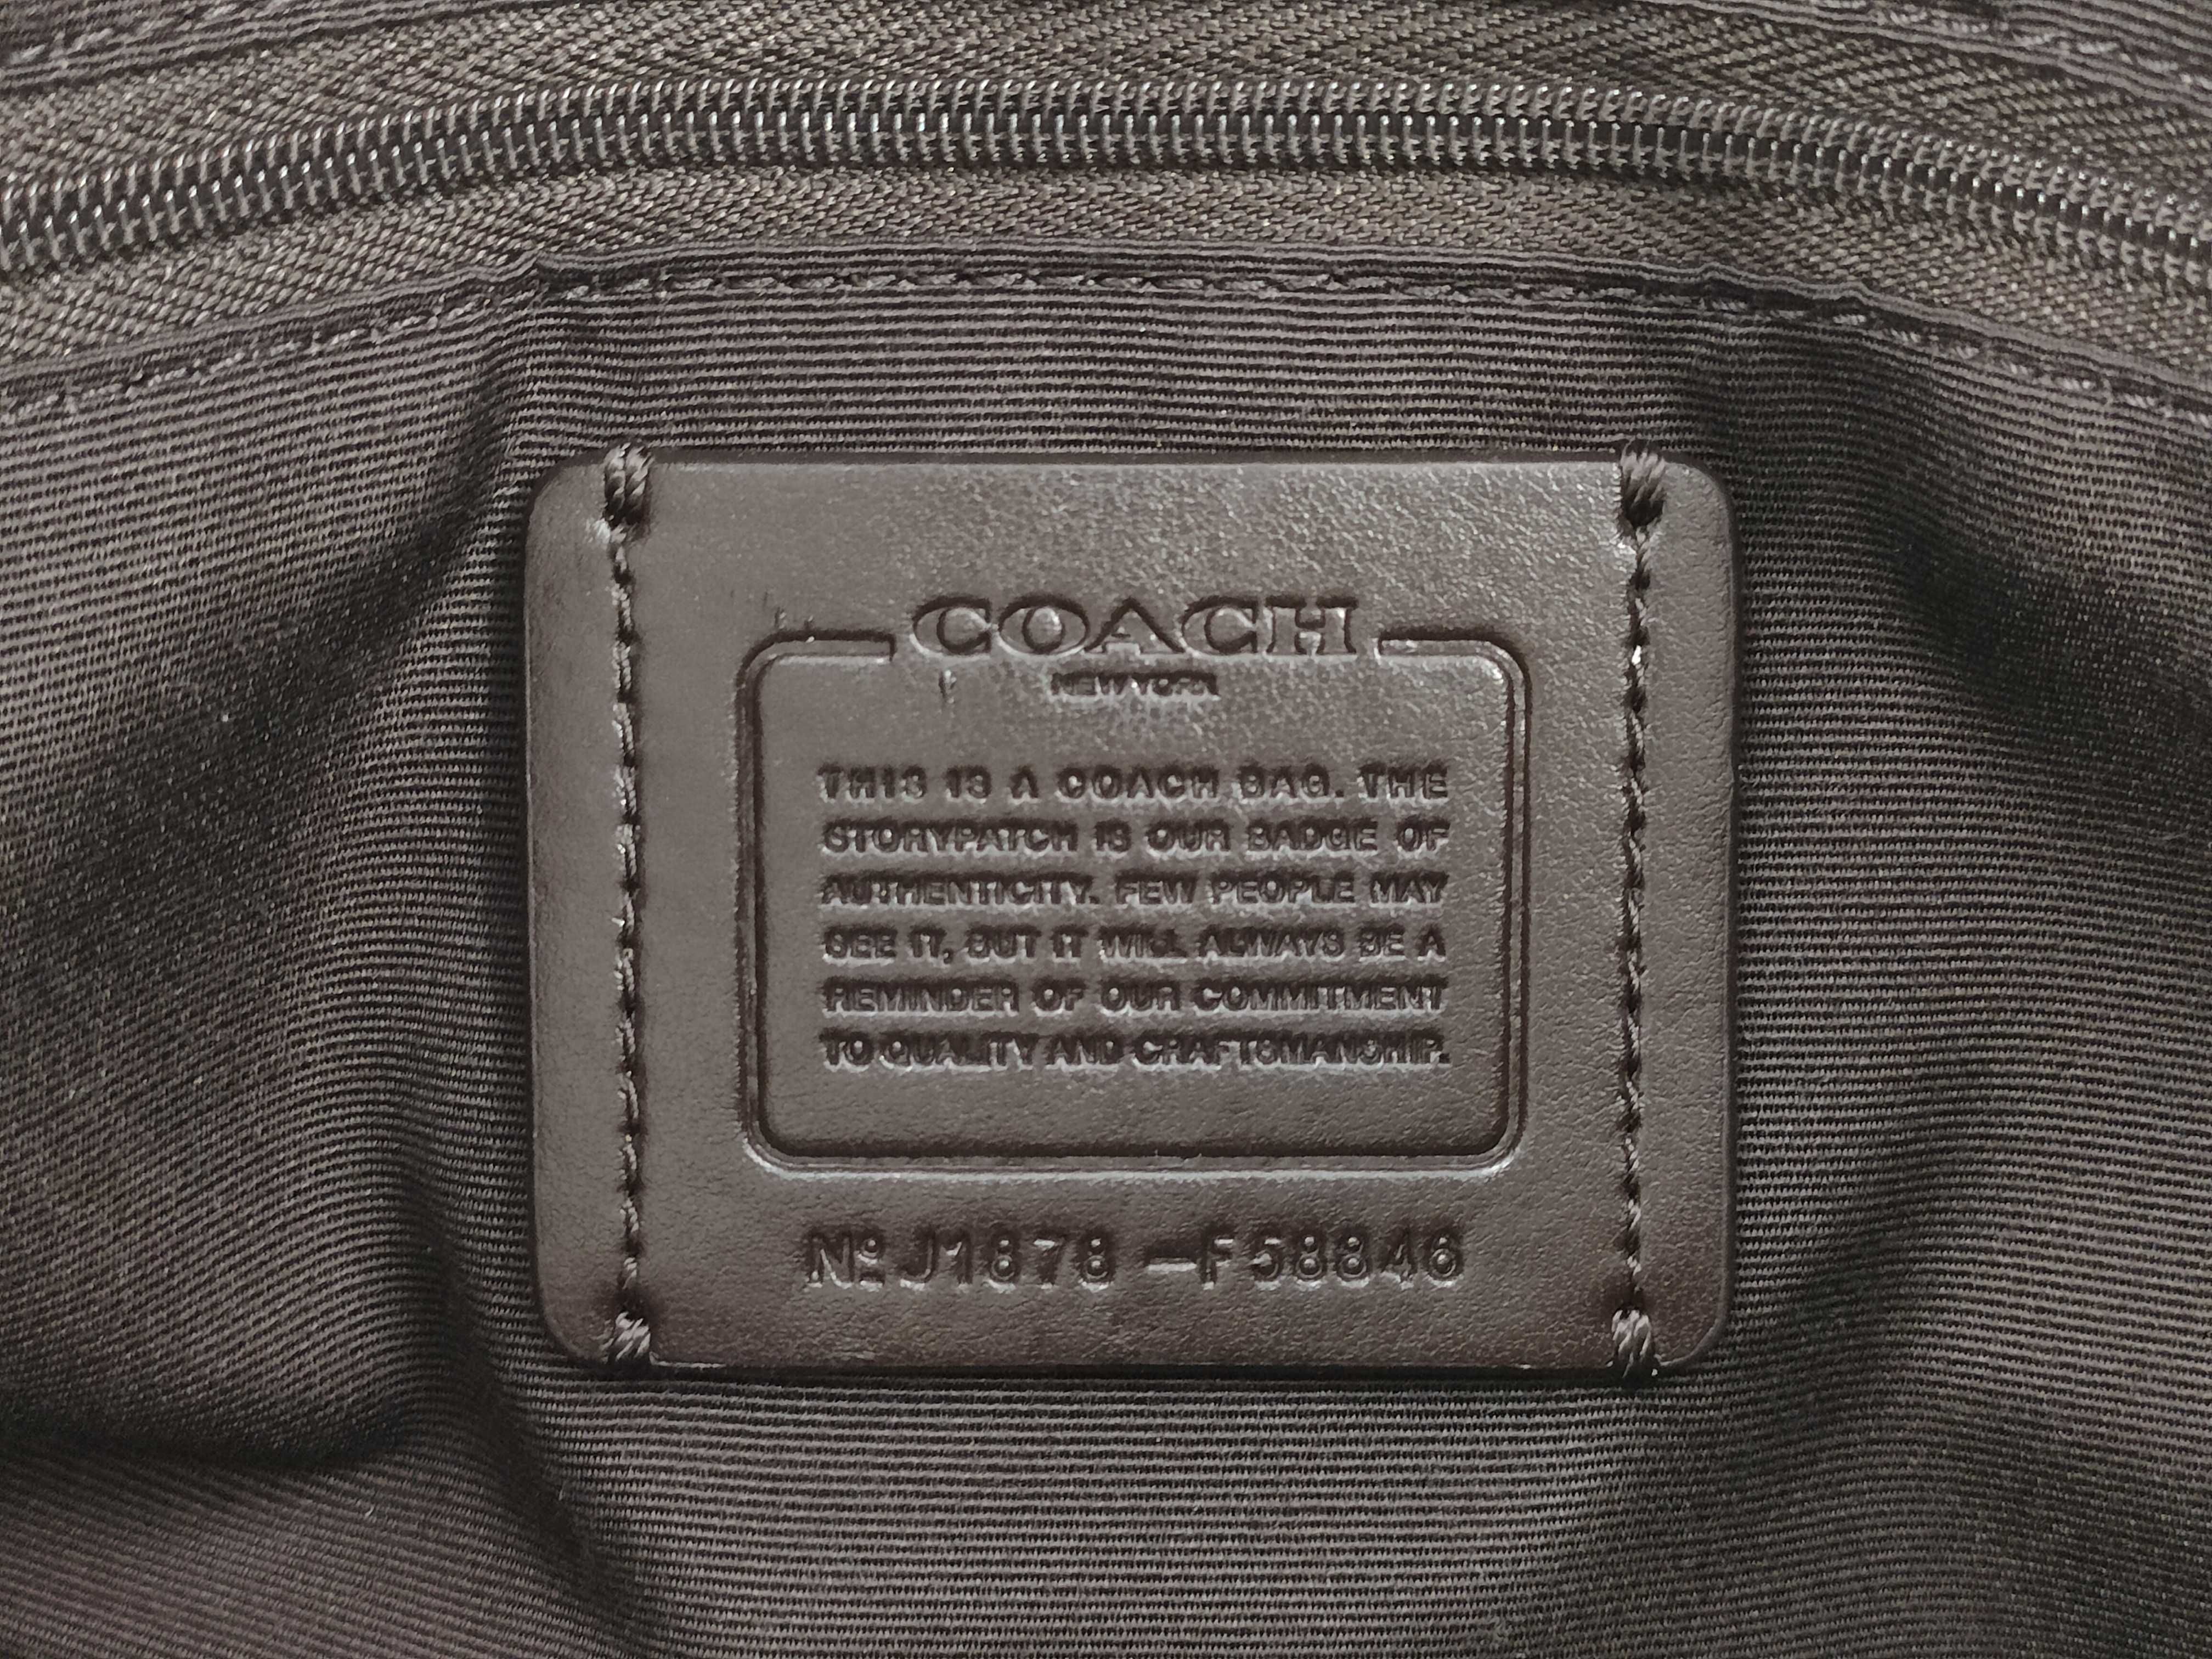 COACH
NEW YORK
THIS IS A COACH BAG. THE
STORYPATCH IS OUR BADGE OF
AUTHENTICITY. FEW PEOPLE MAY
SEE IT, BUT IT WILL ALWAYS BE A
REMINDER OF OUR COMMITMENT
TO QUALITY AND CRAFTSMANSHIP.
Nº J1878 -F58846